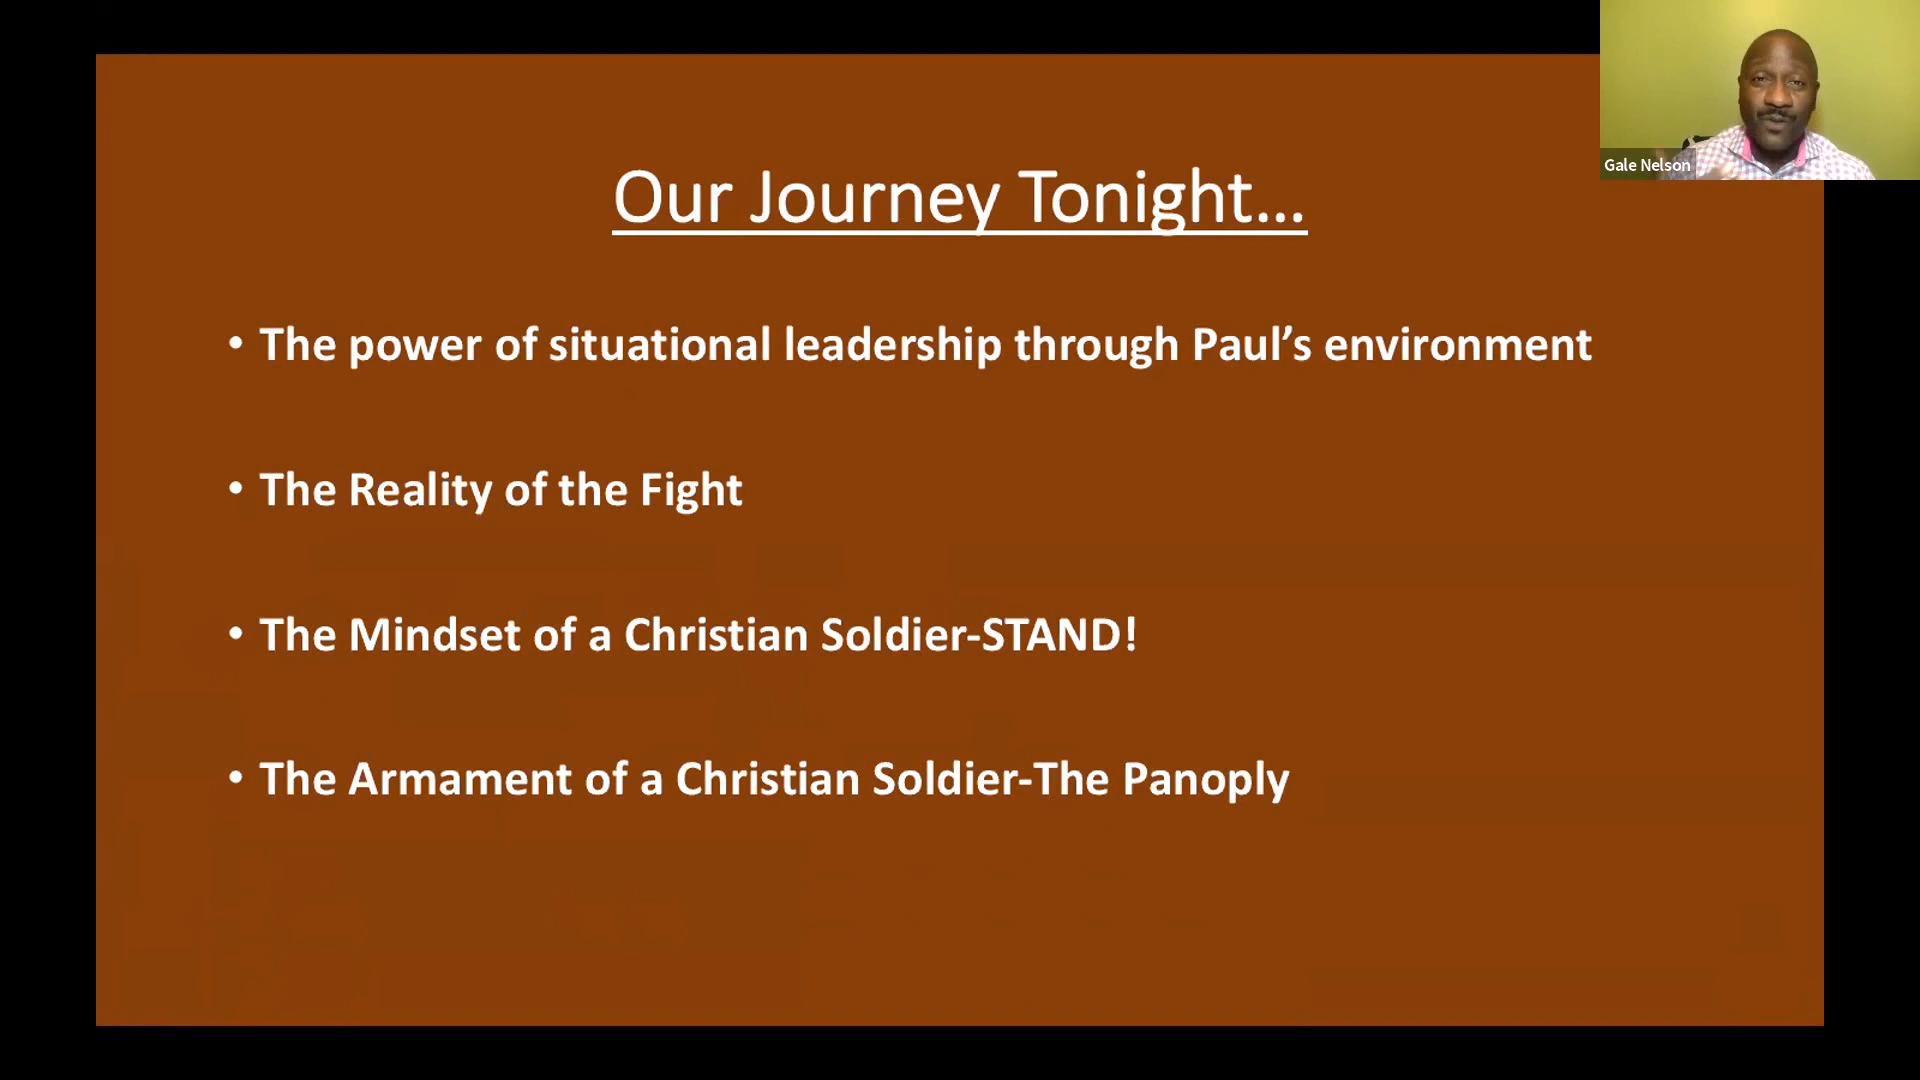 Our Journey Tonight...
• The power of situational leadership through Paul’s environment
• The Reality of the Fight
• The Mindset of a Christian Soldier-STAND!
• The Armament of a Christian Soldier-The Panoply
Gale Nelson